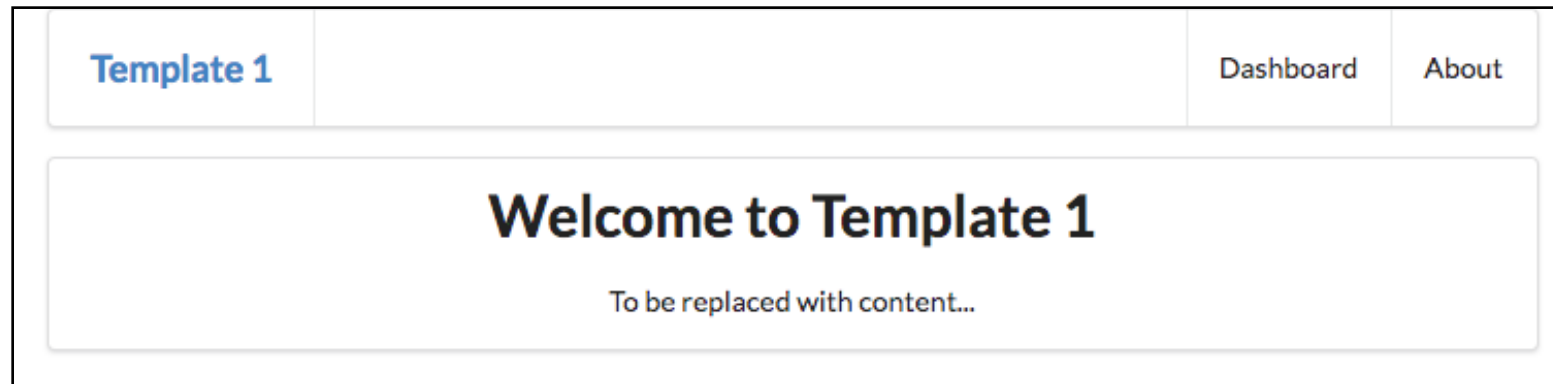 Template 1 Dashboard About
Welcome to Template 1
To be replaced with content...